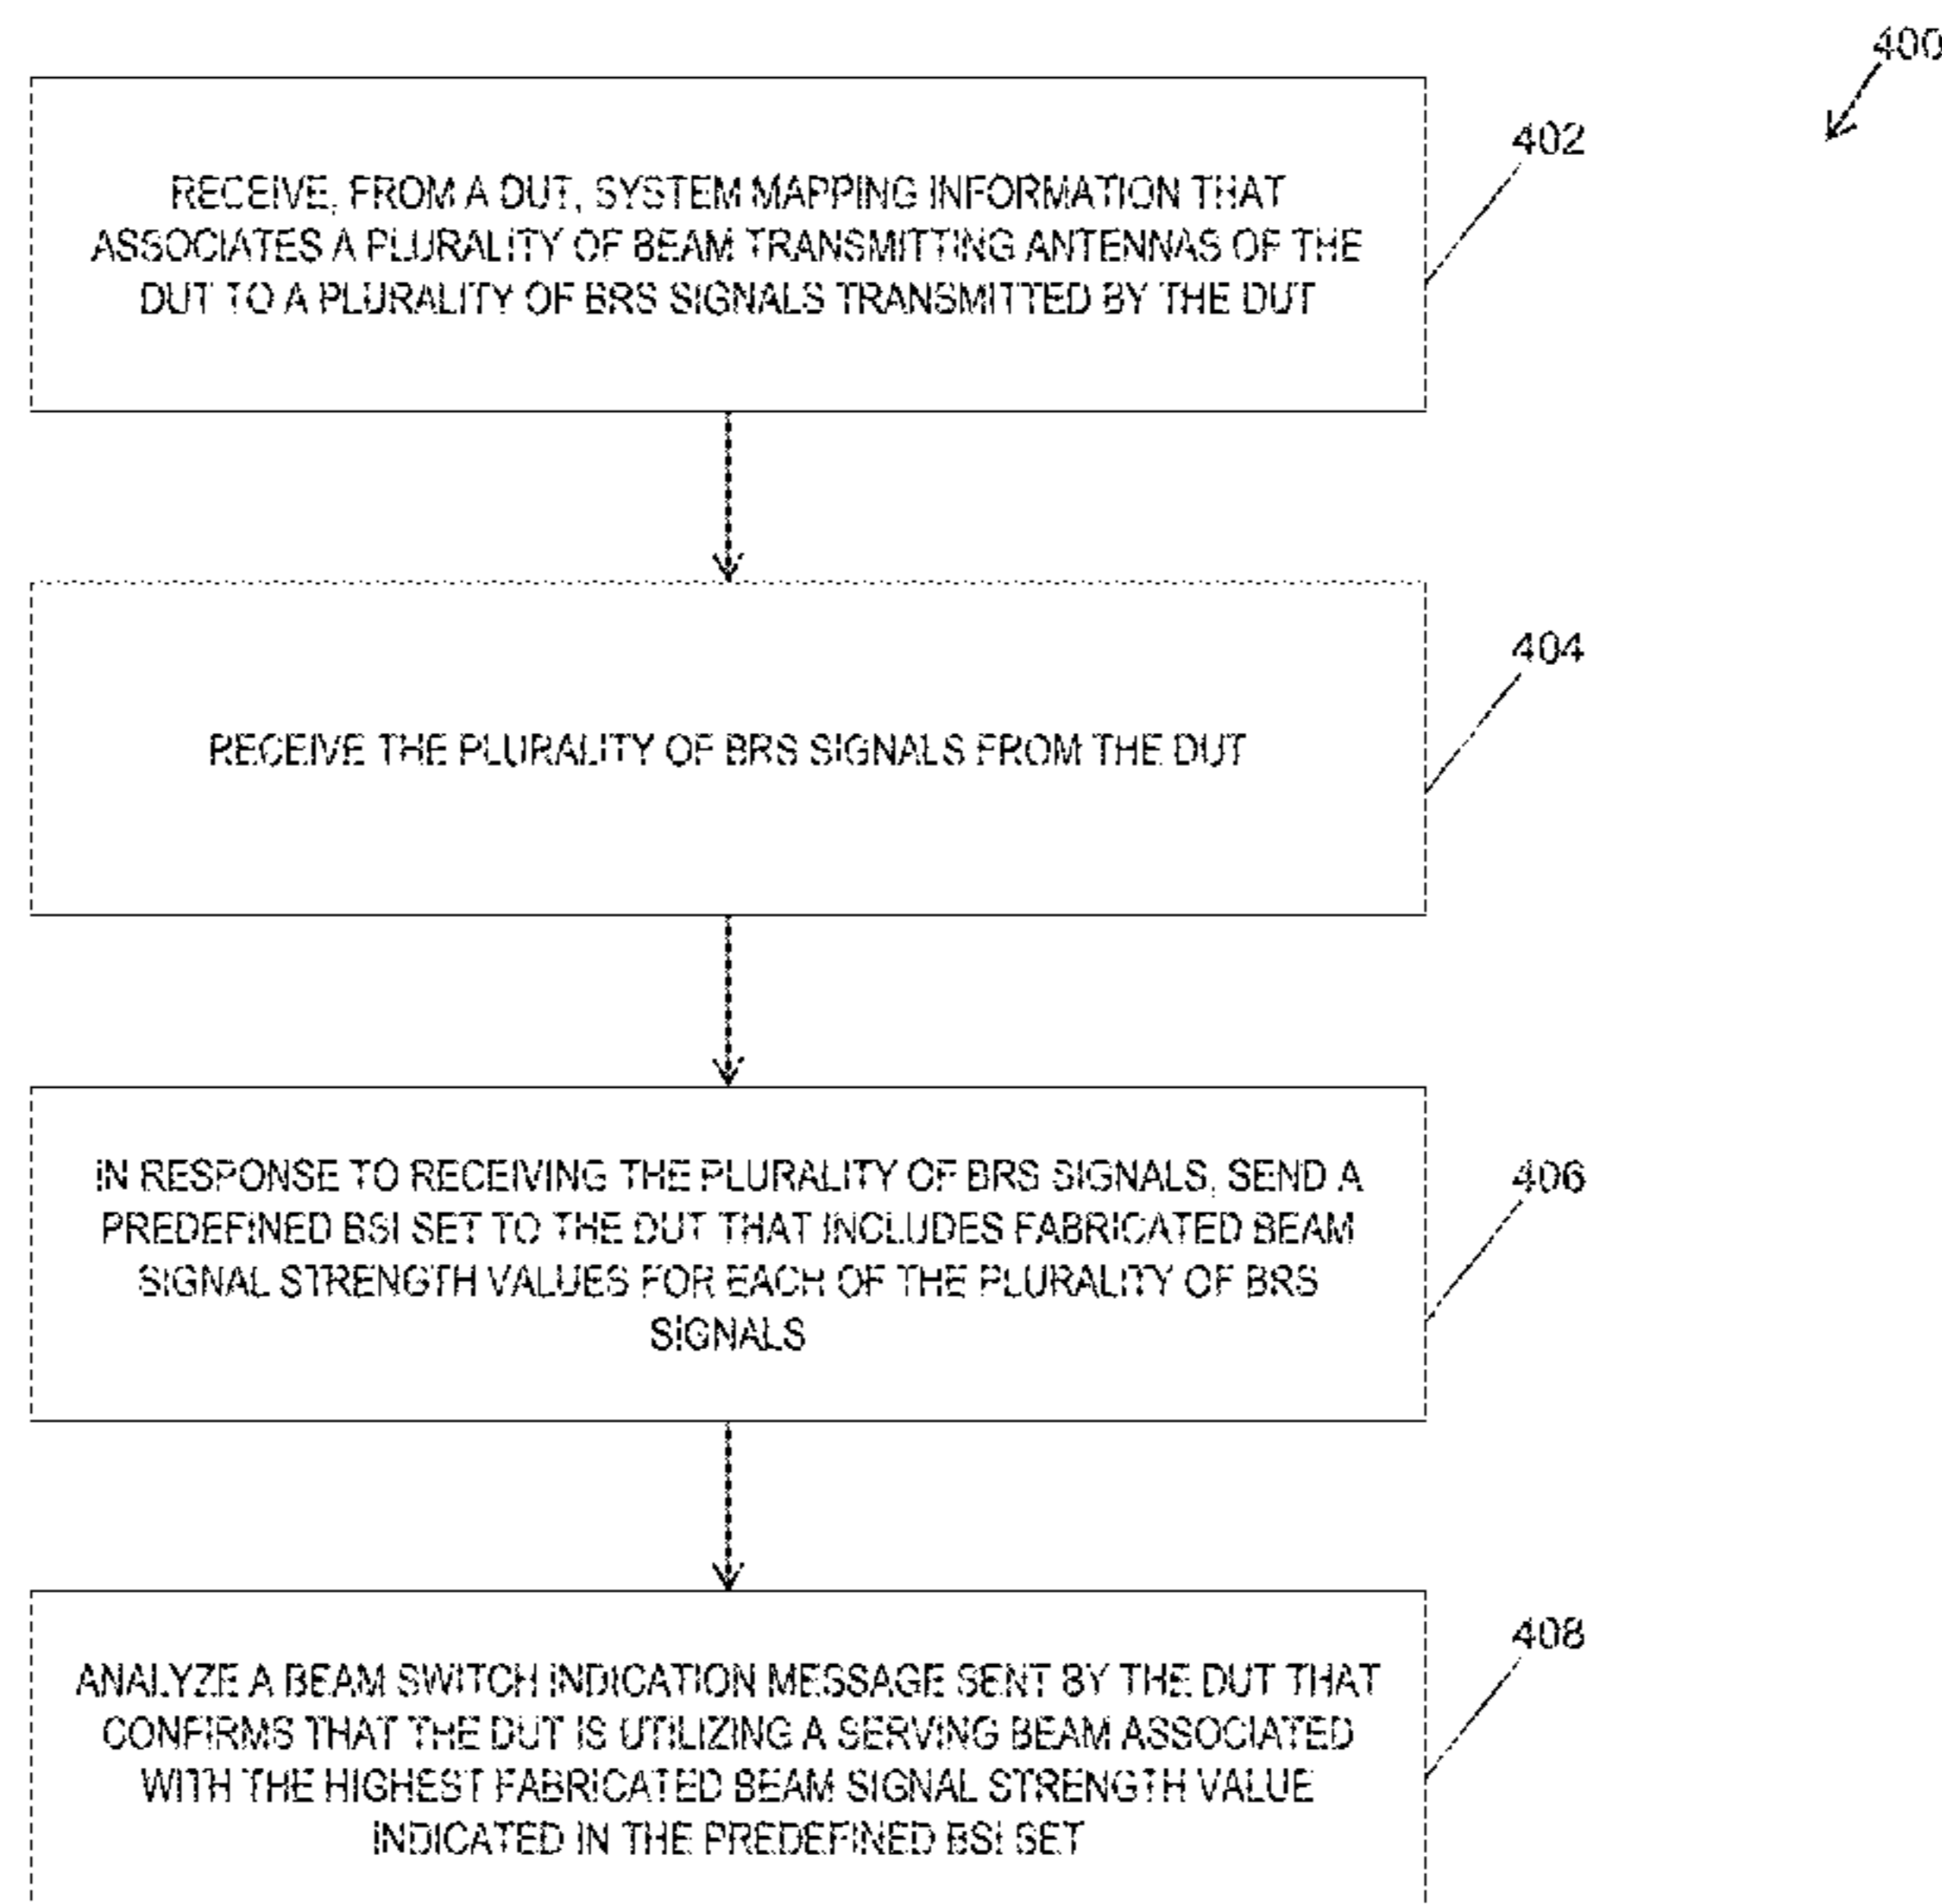 400
402
RECEIVE, FROM A DUT, SYSTEM MAPPING INFORMATION THAT
ASSOCIATES A PLURALITY OF BEAM TRANSMITTING ANTENNAS OF THE
DUT TO A PLURALITY OF BRS SIGNALS TRANSMITTED BY THE DUT
404
RECEIVE THE PLURALITY OF BRS SIGNALS FROM THE DUT
406
IN RESPONSE TO RECEIVING THE PLURALITY OF BRS SIGNALS, SEND A
PREDEFINED BSI SET TO THE DUT THAT INCLUDES FABRICATED BEAM
SIGNAL STRENGTH VALUES FOR EACH OF THE PLURALITY OF BRS
SIGNALS
408
ANALYZE A BEAM SWITCH INDICATION MESSAGE SENT BY THE DUT THAT
CONFIRMS THAT THE DUT IS UTILIZING A SERVING BEAM ASSOCIATED
WITH THE HIGHEST FABRICATED BEAM SIGNAL STRENGTH VALUE
INDICATED IN THE PREDEFINED BSI SET